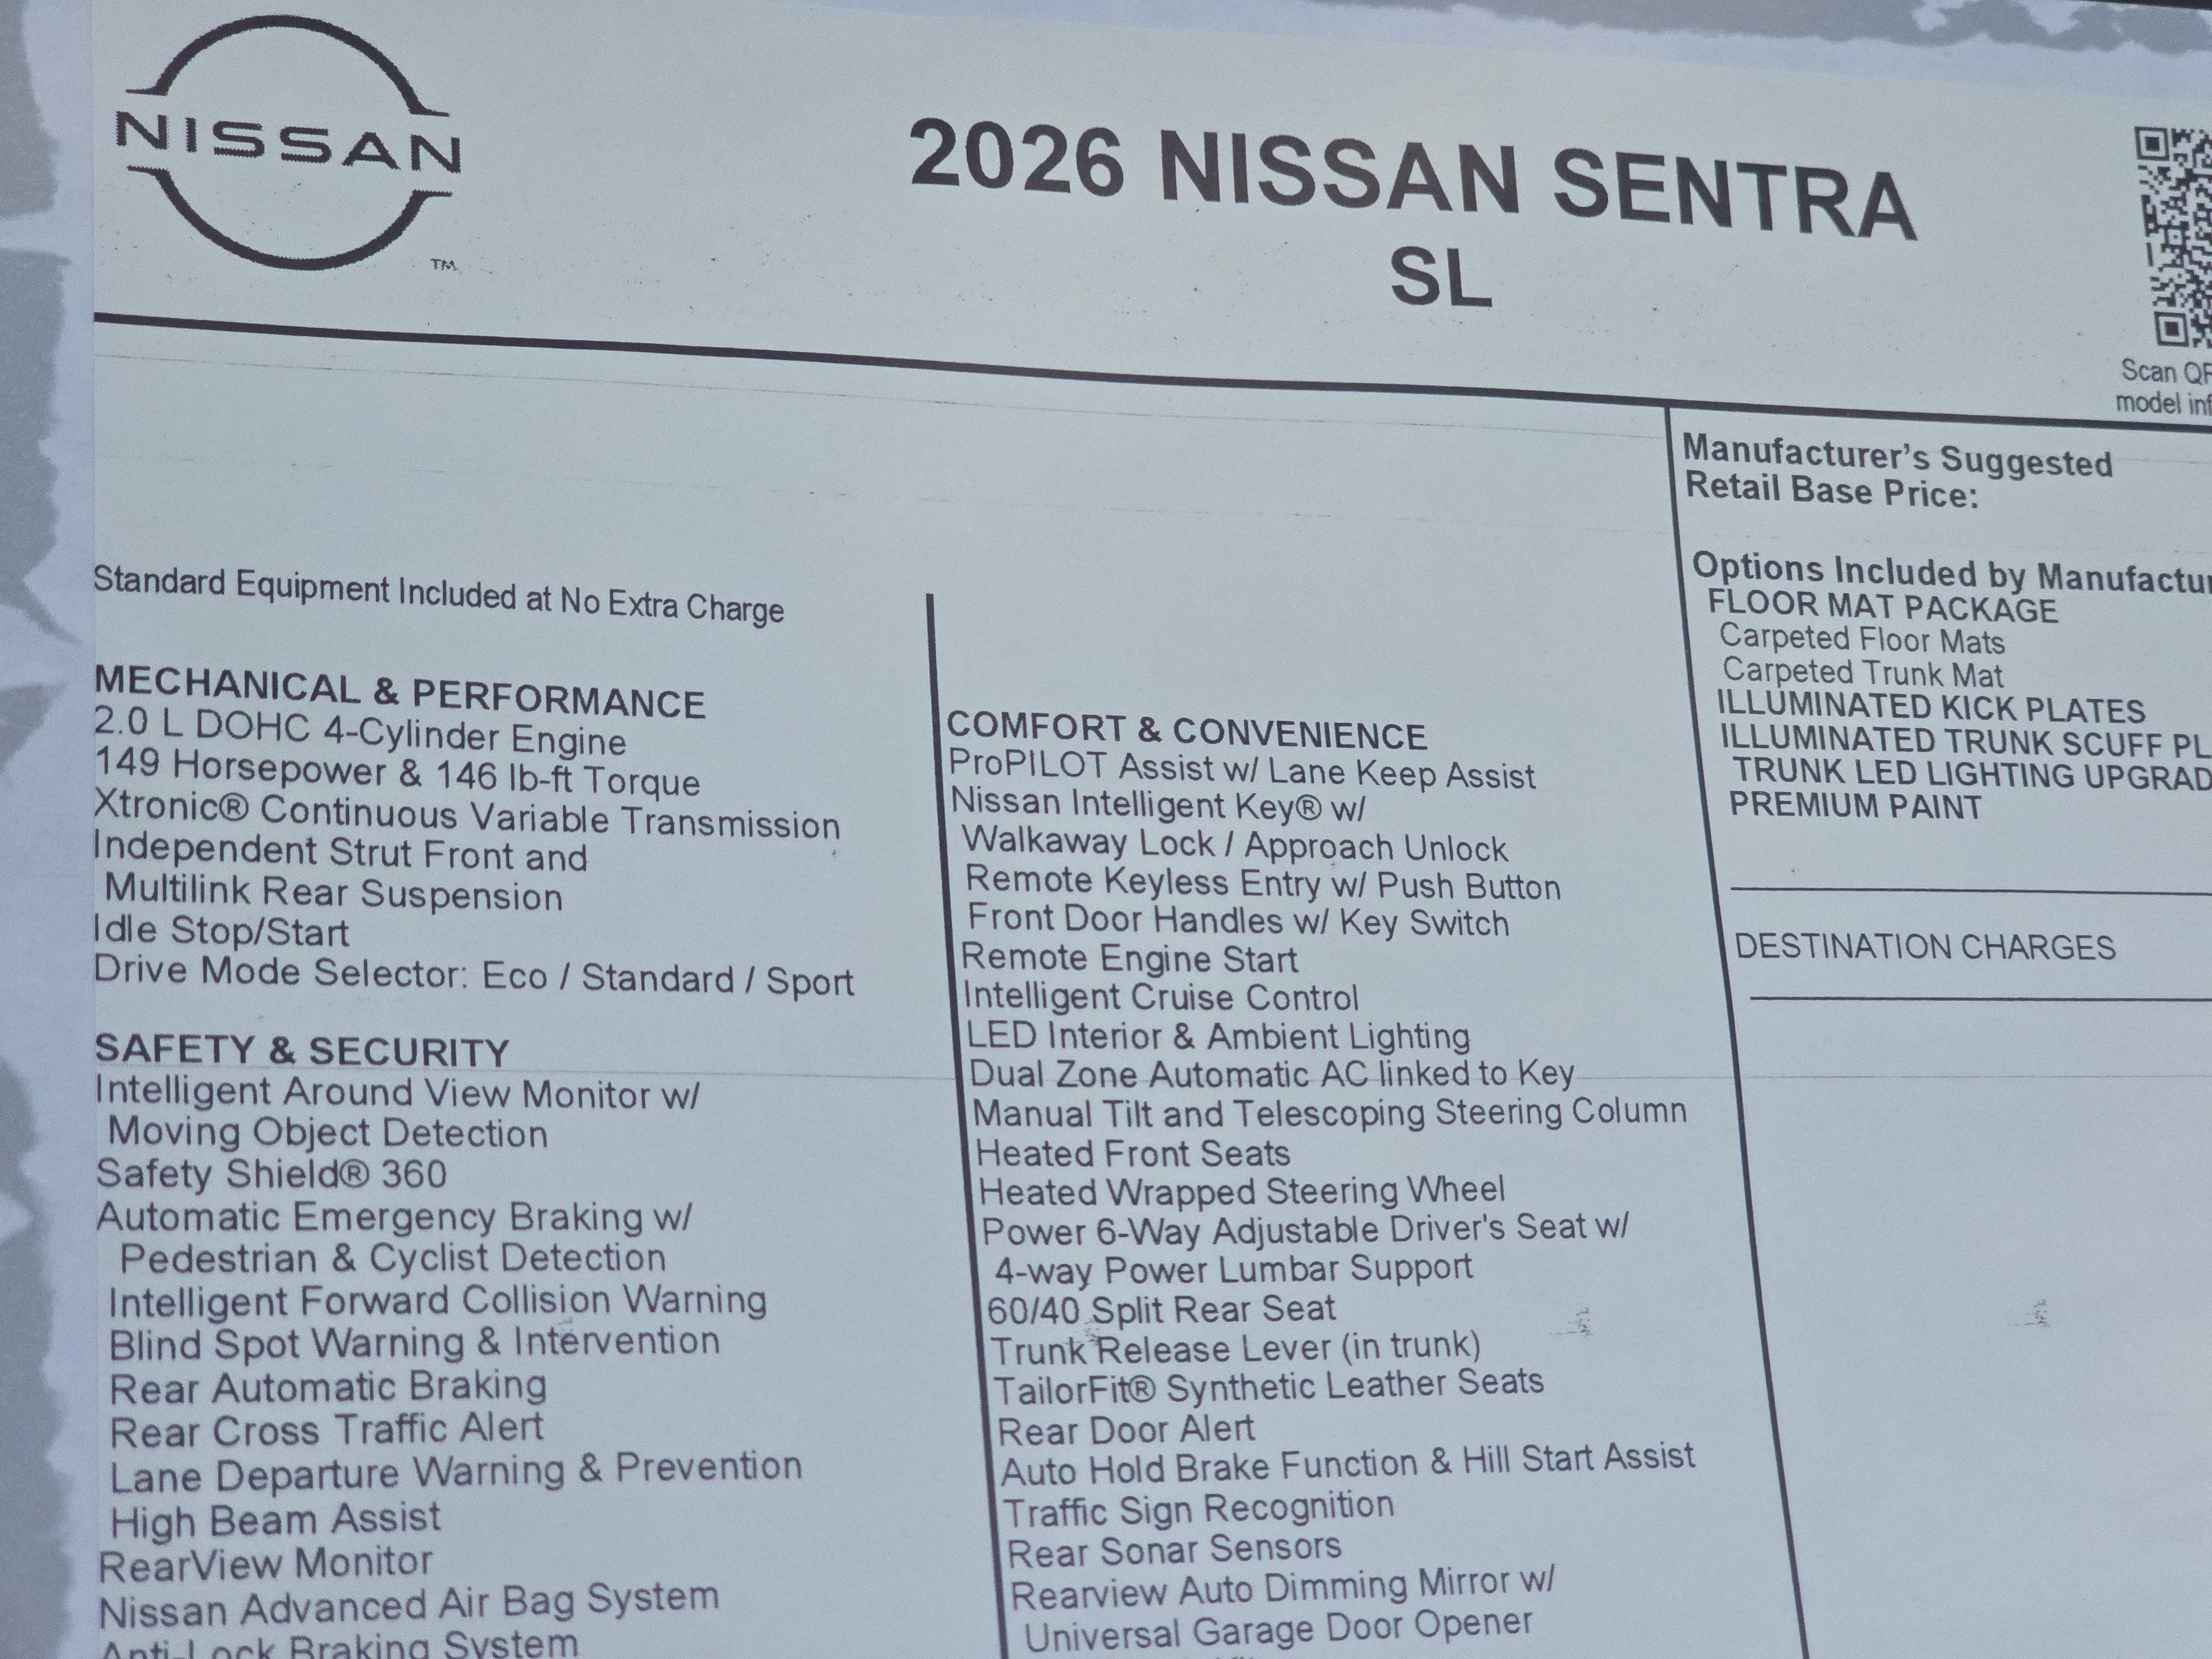 NISSAN
TM
2026 NISSAN SENTRA
SL
Scan
model
Standard Equipment Included at No Extra Charge
MECHANICAL & PERFORMANCE
2.0 L DOHC 4-Cylinder Engine
149 Horsepower & 146 lb-ft Torque
Xtronic® Continuous Variable Transmission
Independent Strut Front and
Multilink Rear Suspension
Idle Stop/Start
Drive Mode Selector: Eco / Standard / Sport
SAFETY & SECURITY
Intelligent Around View Monitor w/
Moving Object Detection
Safety Shield® 360
Automatic Emergency Braking w/
Pedestrian & Cyclist Detection
Intelligent Forward Collision Warning
Blind Spot Warning & Intervention
Rear Automatic Braking
Rear Cross Traffic Alert
Lane Departure Warning & Prevention
High Beam Assist
RearView Monitor
Nissan Advanced Air Bag System
Anti-Lock Braking System
COMFORT & CONVENIENCE
ProPILOT Assist w/ Lane Keep Assist
Nissan Intelligent Key® w/
Walkaway Lock / Approach Unlock
Remote Keyless Entry w/ Push Button
Front Door Handles w/ Key Switch
Remote Engine Start
Intelligent Cruise Control
LED Interior & Ambient Lighting
Dual Zone Automatic AC linked to Key
Manual Tilt and Telescoping Steering Column
Heated Front Seats
Heated Wrapped Steering Wheel
Power 6-Way Adjustable Driver's Seat w/
4-way Power Lumbar Support
60/40 Split Rear Seat
Trunk Release Lever (in trunk)
TailorFit® Synthetic Leather Seats
Rear Door Alert
Auto Hold Brake Function & Hill Start Assist
Traffic Sign Recognition
Rear Sonar Sensors
Rearview Auto Dimming Mirror w/
Universal Garage Door Opener
Manufacturer's Suggested
Retail Base Price:
Options Included by
FLOOR MAT PACKAGE
Carpeted Floor Mats
Carpeted Trunk Mat
ILLUMINATED KICK PLATES
ILLUMINATED TRUNK SCUFF
TRUNK LED LIGHTING
PREMIUM PAINT
DESTINATION CHARGES